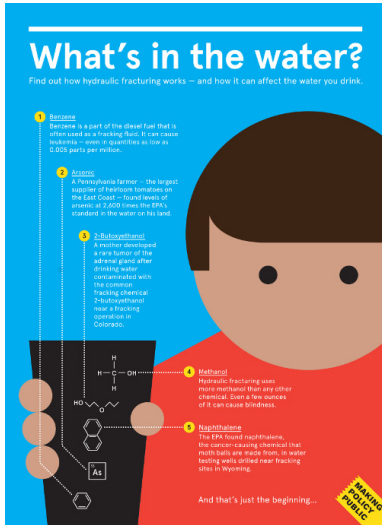 What's in the water?
Find out how hydraulic fracturing works — and how it can affect the water you drink.
1 Benzene
Benzene is a part of the diesel fuel that is
often used as a fracking fluid. It can cause
leukemia — even in quantities as low as
0.005 parts per million.
2 Arsenic
A Pennsylvania farmer — the largest
supplier of heirloom tomatoes on
the East Coast — found levels of
arsenic at 2,600 times the EPA's
standard in the water on his land.
3 2-Butoxyethanol
A mother developed
a rare tumor of the
adrenal gland after
drinking water
contaminated with
the common
fracking chemical
2-butoxyethanol
near a fracking
operation in
Colorado.
H
H C OH
H
4 Methanol
Hydraulic fracturing uses
more methanol than any other
chemical. Even a few ounces
of it can cause blindness.
HO O
5 Naphthalene
The EPA found naphthalene,
the cancer-causing chemical that
moth balls are made from, in water
testing wells drilled near fracking
sites in Wyoming.
As
And that's just the beginning...
MAKING
POLICY
PUBLIC